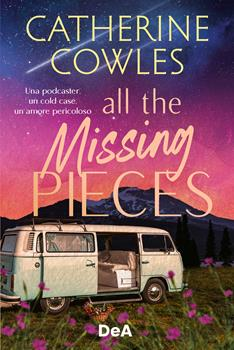 CATHERINE
COWLES
Una podcaster,
un cold case,
un amore pericoloso
all the
Missing
PIECES
DeA